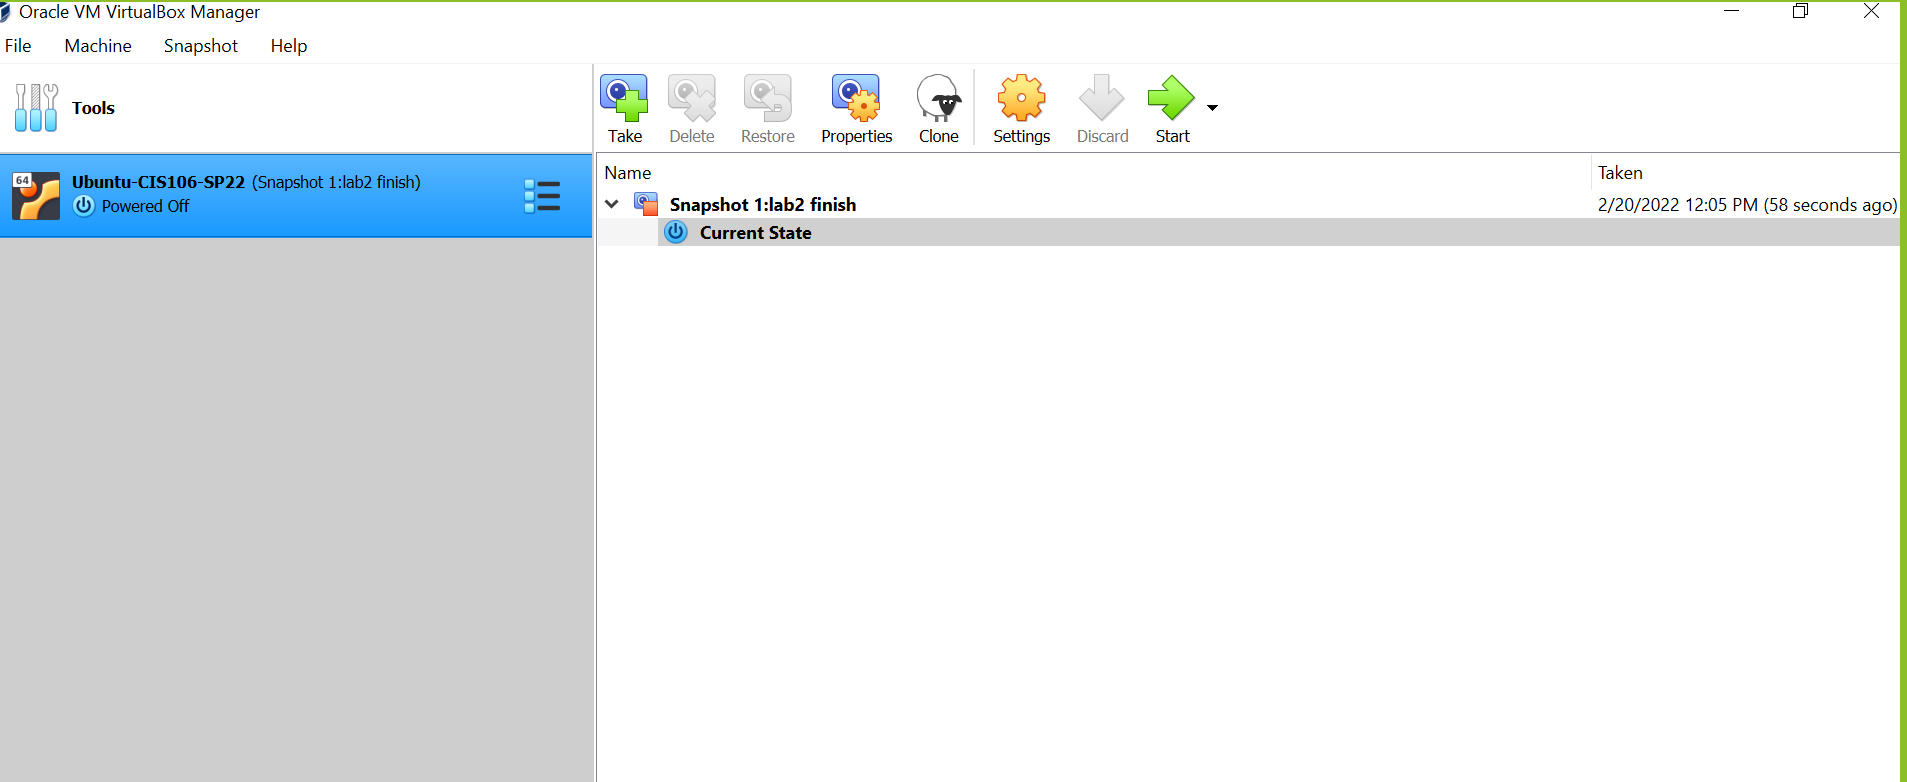 Oracle VM VirtualBox Manager
File Machine Snapshot Help
Tools
Take Delete Restore Properties Clone Settings Discard Start
Name Taken
64
Ubuntu-CIS106-SP22 (Snapshot 1:lab2 finish)
Powered Off
Snapshot 1:lab2 finish 2/20/2022 12:05 PM (58 seconds ago)
Current State